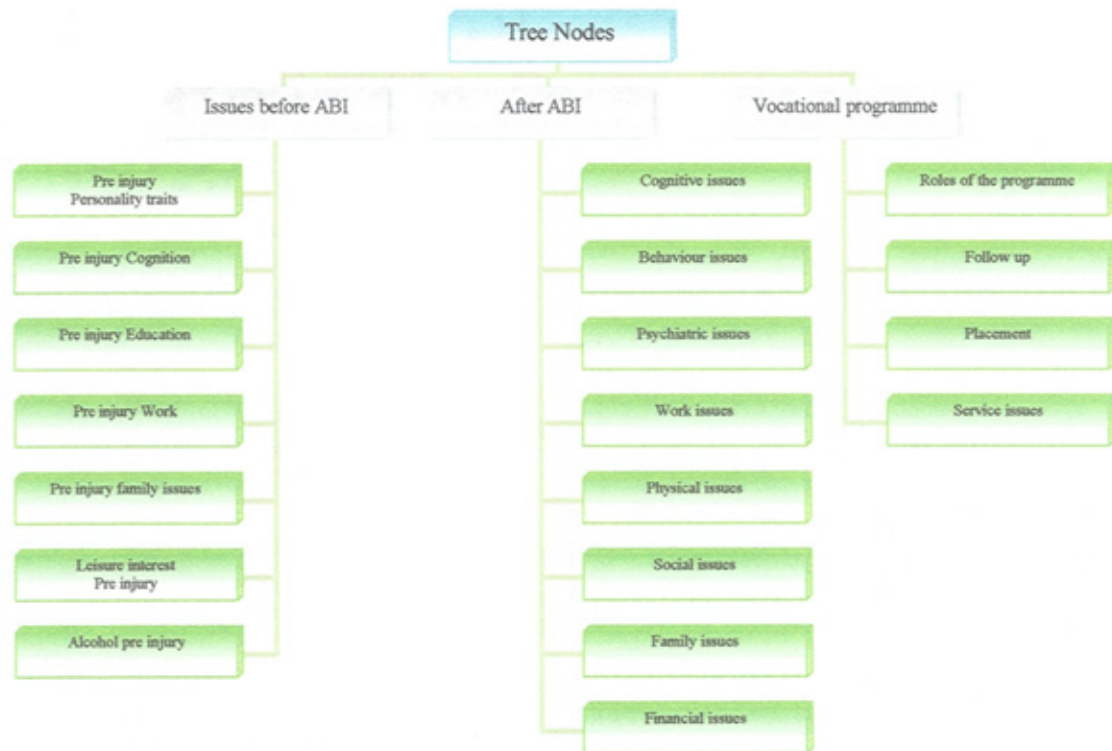 Tree Nodes
Issues before ABI
After ABI
Vocational programme
Pre injury
Personality traits
Pre injury Cognition
Pre injury Education
Pre injury Work
Pre injury family issues
Leisure interest
Pre injury
Alcohol pre injury
Cognitive issues
Behaviour issues
Psychiatric issues
Work issues
Physical issues
Social issues
Family issues
Financial issues
Roles of the programme
Follow up
Placement
Service issues